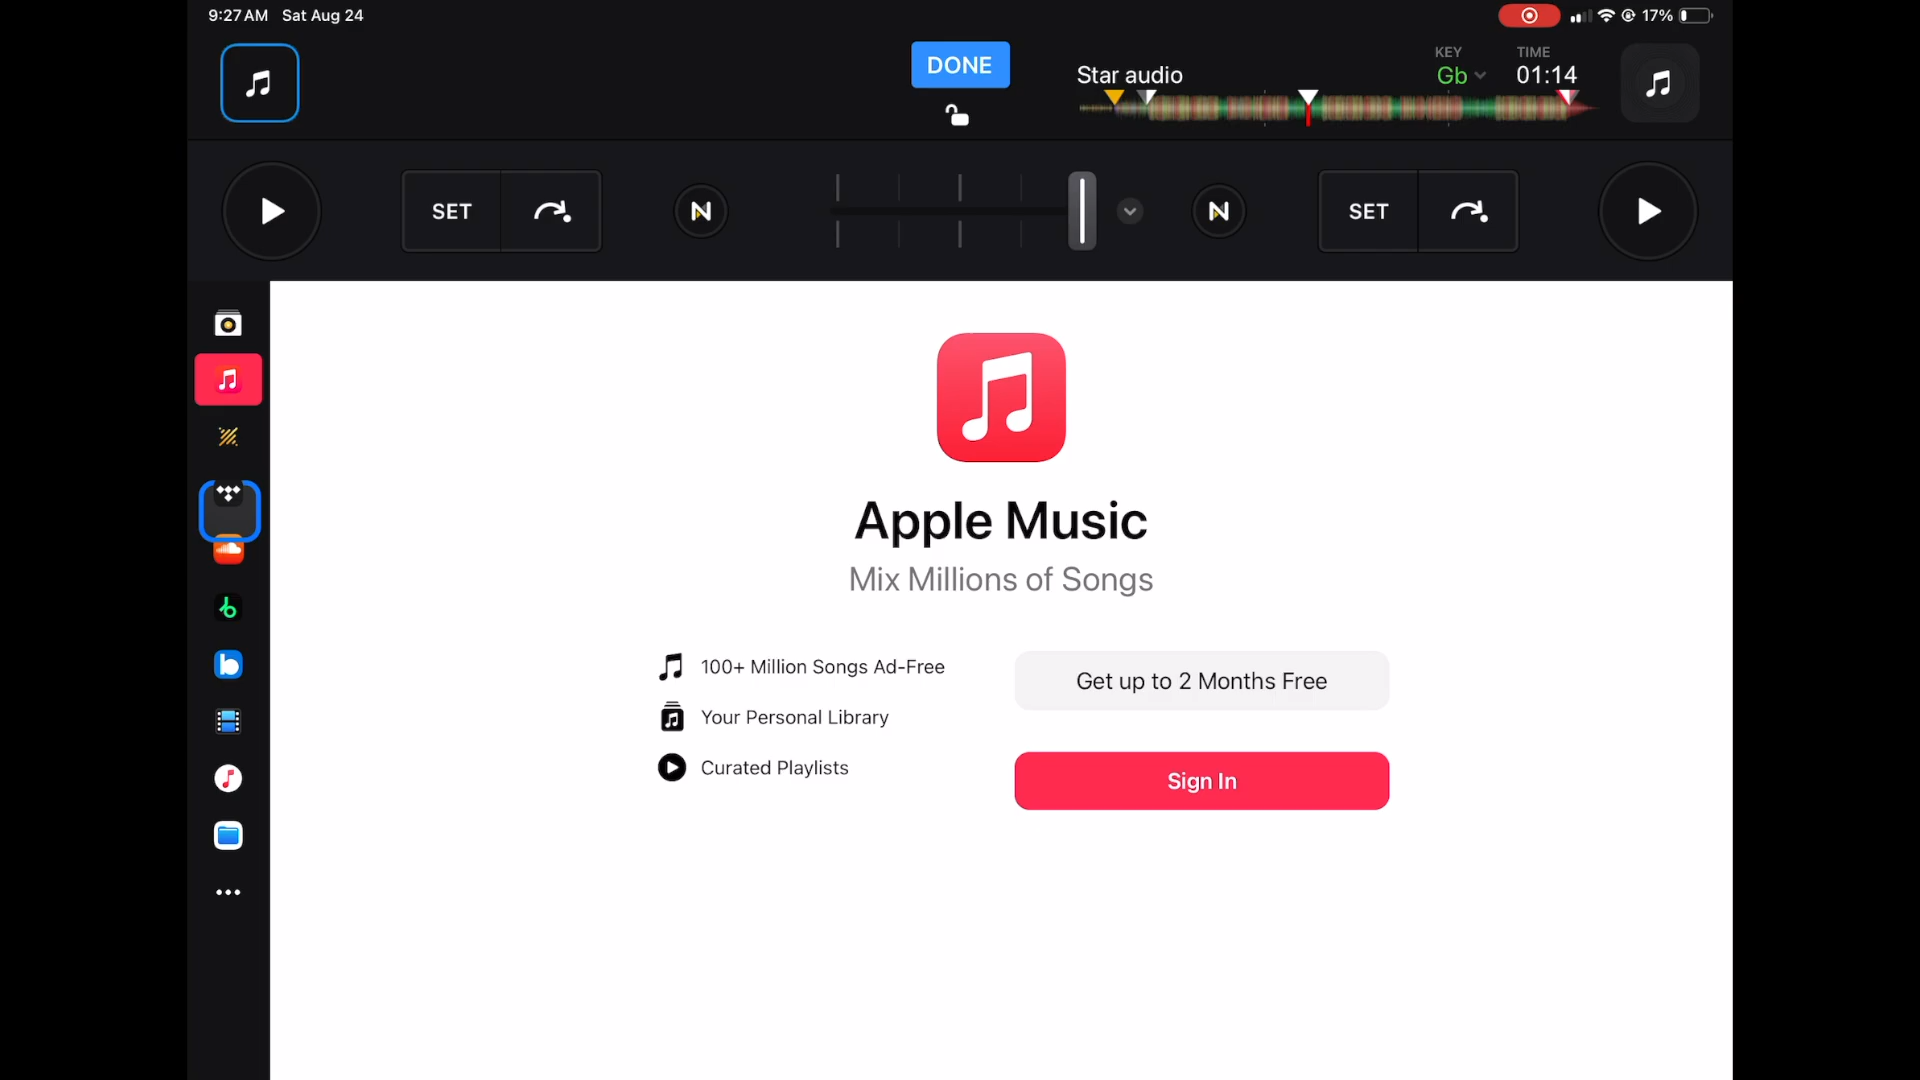 9:27 AM Sat Aug 24
17%
DONE
Star audio
KEY
Gb
TIME
01:14
SET
SET
Apple Music
Mix Millions of Songs
100+ Million Songs Ad-Free
Your Personal Library
Curated Playlists
Get up to 2 Months Free
Sign In